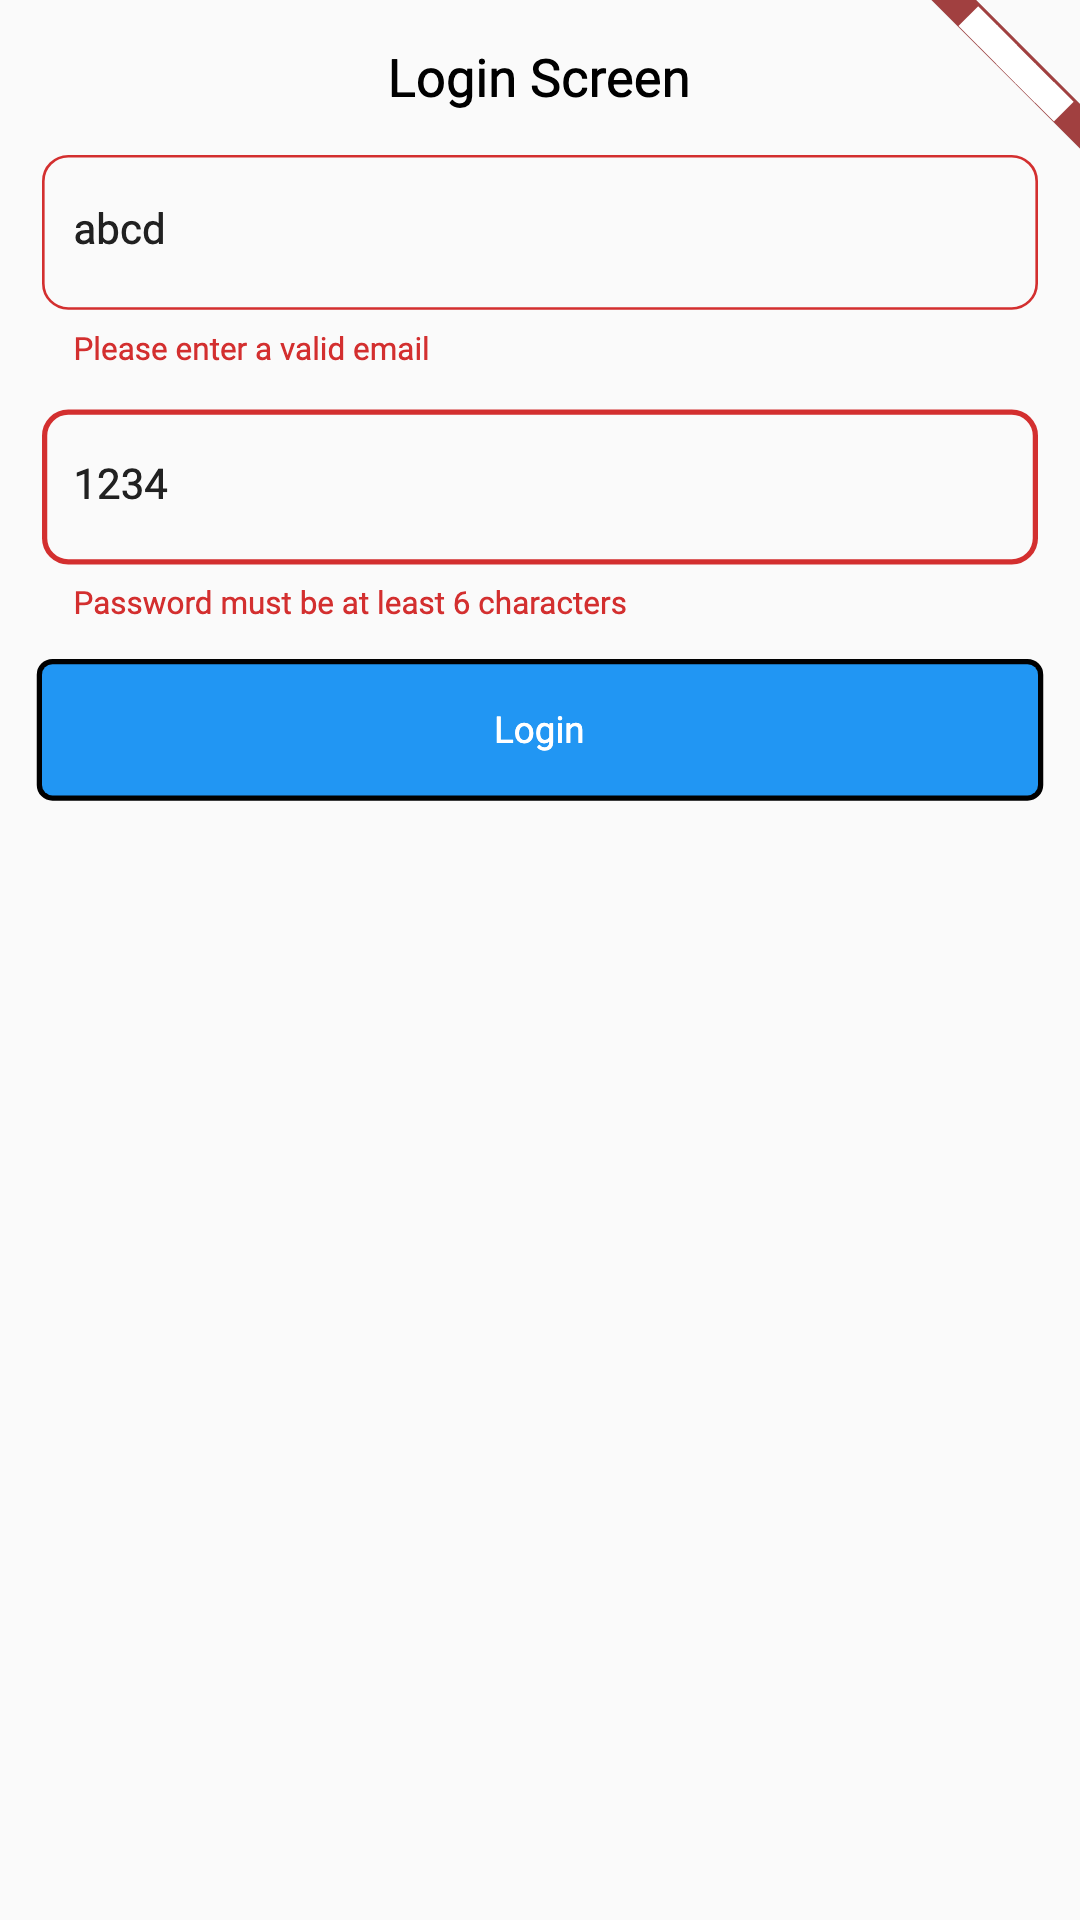 Login Screen
abcd
Please enter a valid email
1234
Password must be at least 6 characters
Login